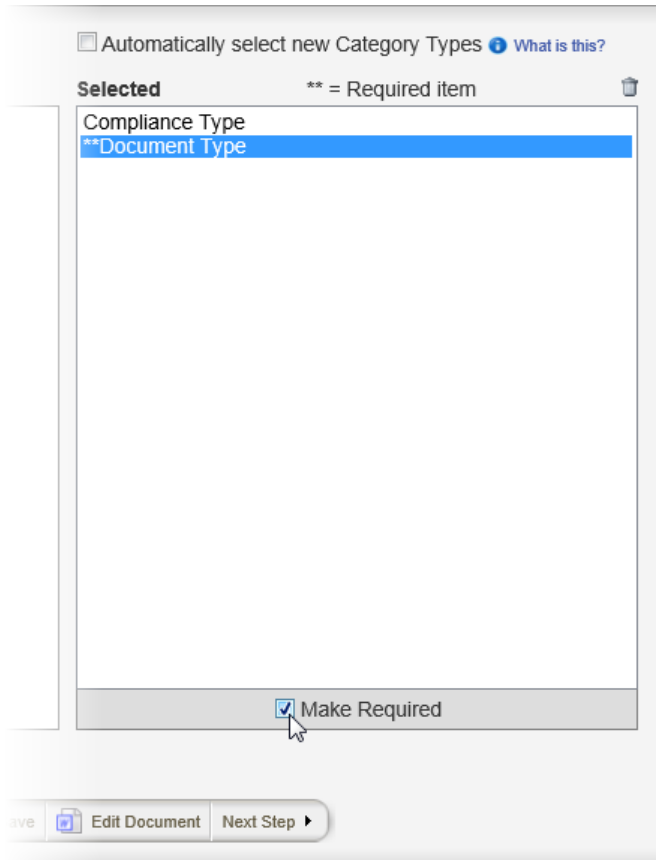 Automatically select new Category Types What is this?
Selected ** = Required item
Compliance Type
**Document Type
Make Required
ave Edit Document Next Step